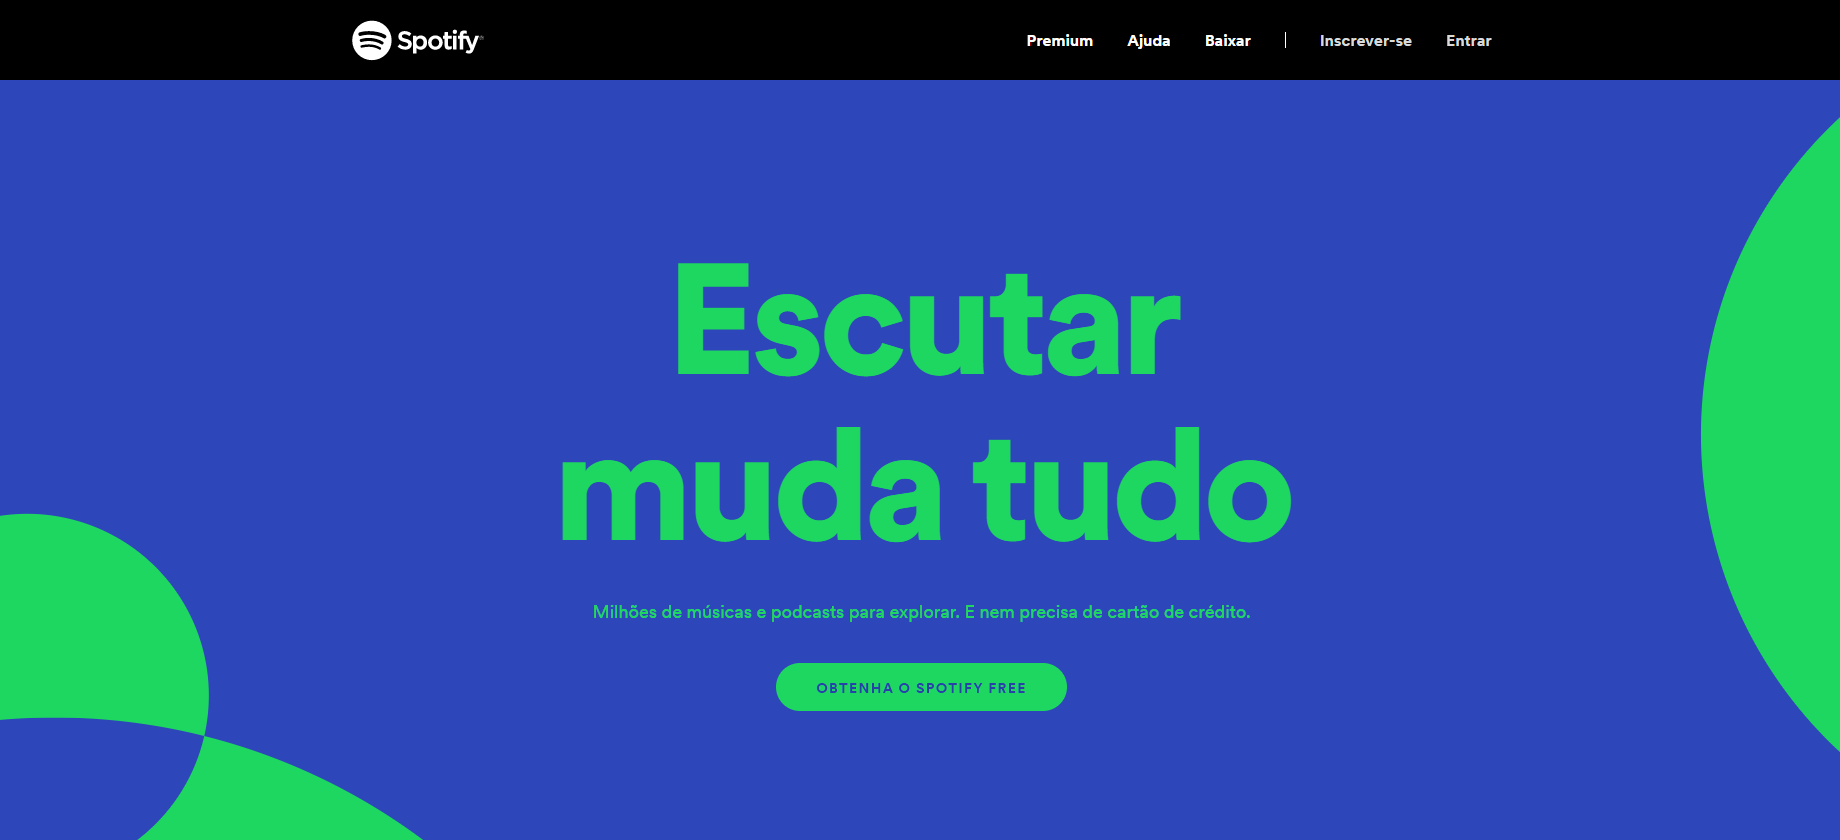 Spotify
Premium Ajuda Baixar Inscrever-se Entrar
Escutar
muda tudo
Milhões de músicas e podcasts para explorar. E nem precisa de cartão de crédito.
OBTENHA O SPOTIFY FREE